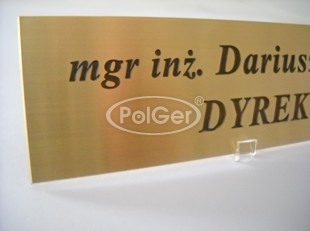 mgr inż. Darius
PolGer®
DYREK